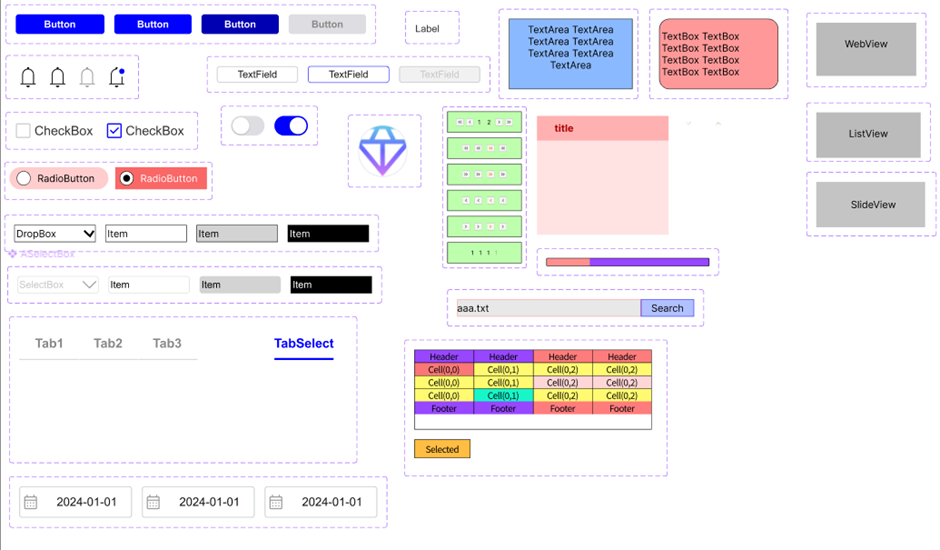 Button Button Button Button
Label
TextArea TextArea
TextArea TextArea
TextArea TextArea
TextArea
TextBox TextBox
TextBox TextBox
TextBox TextBox
TextBox TextBox
WebView
TextField TextField TextField
CheckBox CheckBox
1 2
title
ListView
RadioButton RadioButton
SlideView
DropBox Item Item Item
ASelectBox
1 1 1
SelectBox Item Item Item
aaa.txt Search
Tab1 Tab2 Tab3 TabSelect
Header Header Header Header
Cell(0,0) Cell(0,1) Cell(0,2) Cell(0,2)
Cell(0,0) Cell(0,1) Cell(0,2) Cell(0,2)
Cell(0,0) Cell(0,1) Cell(0,2) Cell(0,2)
Footer Footer Footer Footer
Selected
2024-01-01 2024-01-01 2024-01-01